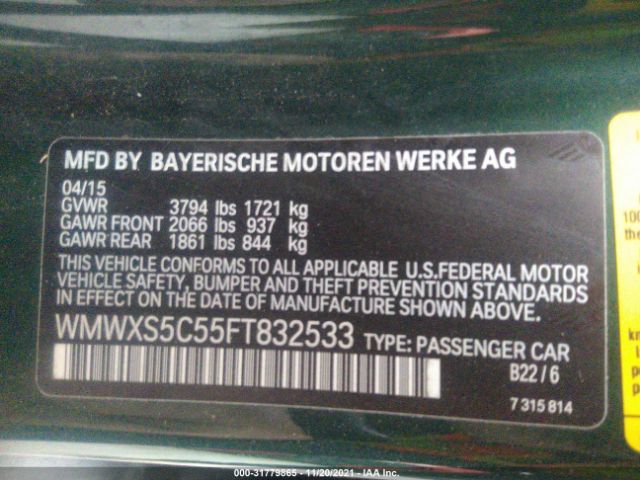 MFD BY BAYERISCHE MOTOREN WERKE AG
04/15
GVWR 3794 lbs 1721 kg
GAWR FRONT 2066 lbs 937 kg
GAWR REAR 1861 lbs 844 kg
THIS VEHICLE CONFORMS TO ALL APPLICABLE U.S.FEDERAL MOTOR
VEHICLE SAFETY, BUMPER AND THEFT PREVENTION STANDARDS
IN EFFECT ON THE DATE OF MANUFACTURE SHOWN ABOVE.
WMWXS5C55FT832533 TYPE: PASSENGER CAR
B22/6
7 315 814
100
the
km
000-31779865 - 11/20/2021 - IAA Inc.